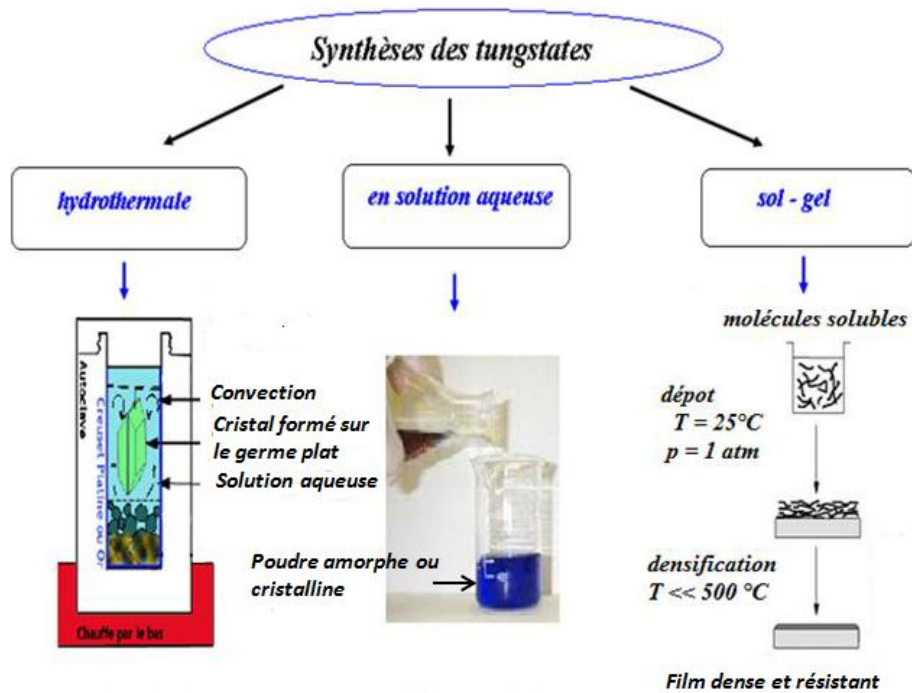 Synthèses des tungstates
hydrothermale
en solution aqueuse
sol - gel
Autoclave
Creuset Platine ou Or
Convection
Cristal formé sur
le germe plat
Solution aqueuse
Chauffe par le bas
Poudre amorphe ou
cristalline
molécules solubles
dépot
T = 25°C
p = 1 atm
densification
T << 500 °C
Film dense et résistant